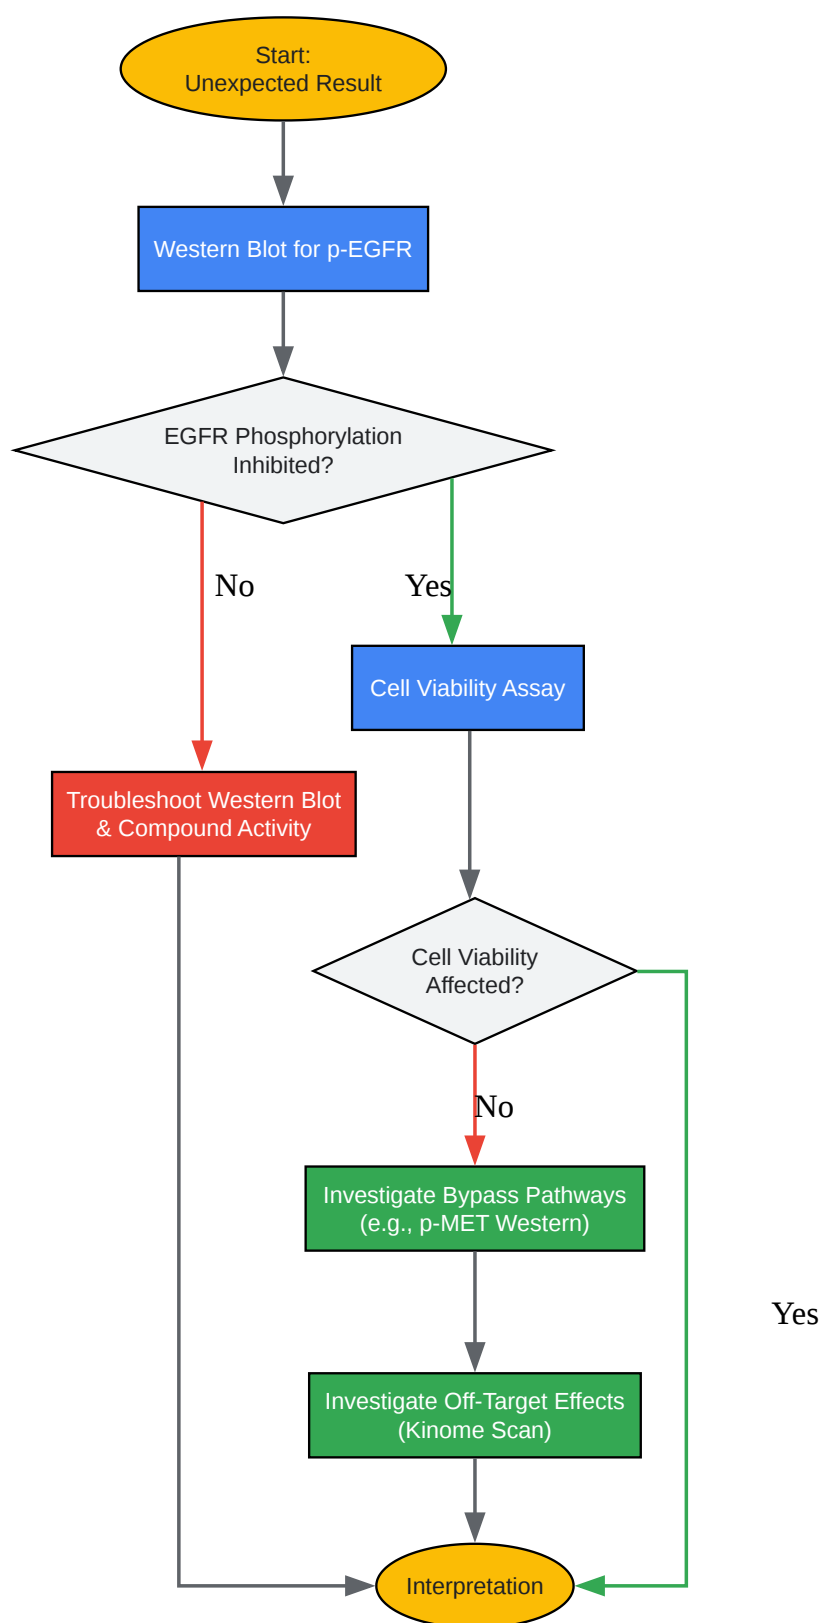 Start:
Unexpected Result
Western Blot for p-EGFR
EGFR Phosphorylation
Inhibited?
No
Yes
Cell Viability Assay
Troubleshoot Western Blot
& Compound Activity
Cell Viability
Affected?
No
Investigate Bypass Pathways
(e.g., p-MET Western)
Yes
Investigate Off-Target Effects
(Kinome Scan)
Interpretation